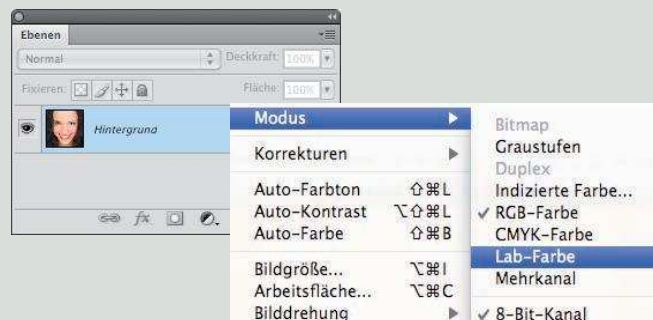 Ebenen
Normal
Deckkraft: 100%
Fixieren:
Fläche: 100%
Hintergrund
fx
Modus
Korrekturen
Auto-Farbton ⇧⌘L
Auto-Kontrast ⌥⇧⌘L
Auto-Farbe ⇧⌘B
Bildgröße... ⌥⌘I
Arbeitsfläche... ⌥⌘C
Bilddrehung
Bitmap
Graustufen
Duplex
Indizierte Farbe...
✓ RGB-Farbe
CMYK-Farbe
Lab-Farbe
Mehrkanal
✓ 8-Bit-Kanal